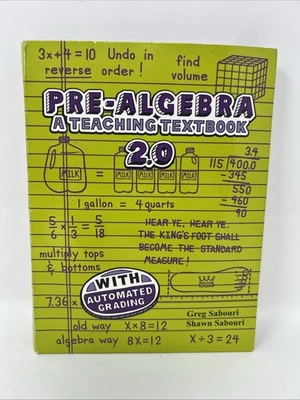 3x+4=10 Undo in
reverse order!
find
volume
PRE-ALGEBRA
A TEACHING TEXTBOOK
2.0
3.4
115 400.0
-345
550
-460
90
MILK
=
MILK MILK MILK MILK
1 gallon = 4 quarts
5/6 x 1/3 = 5/18
HEAR YE, HEAR YE.
THE KING'S FOOT SHALL
BECOME THE STANDARD
MEASURE!
multiply tops
& bottoms
WITH
AUTOMATED
GRADING
7.36 x
Greg Sabouri
Shawn Sabouri
old way X×8=12
algebra way 8X=12
X÷3=24